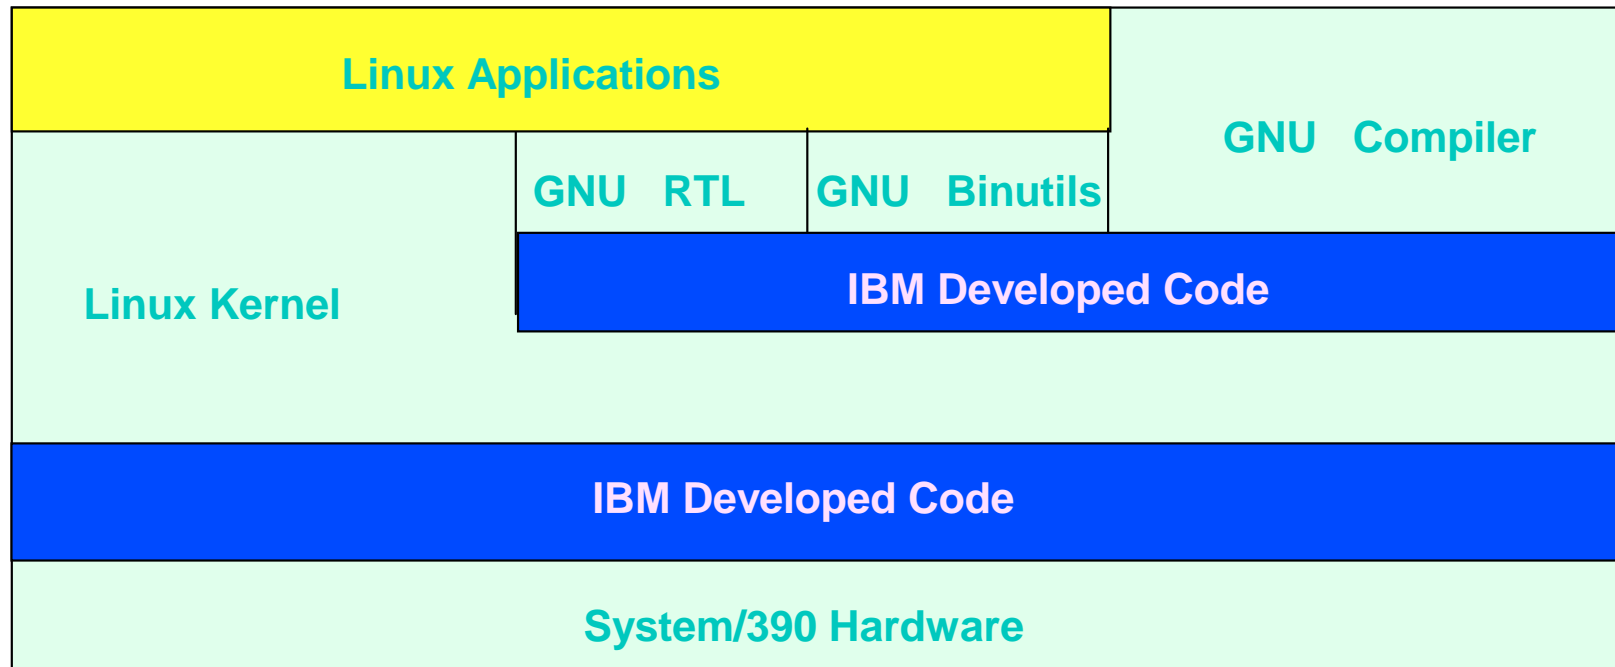 Linux Applications
GNU Compiler
GNU RTL
GNU Binutils
IBM Developed Code
Linux Kernel
IBM Developed Code
System/390 Hardware